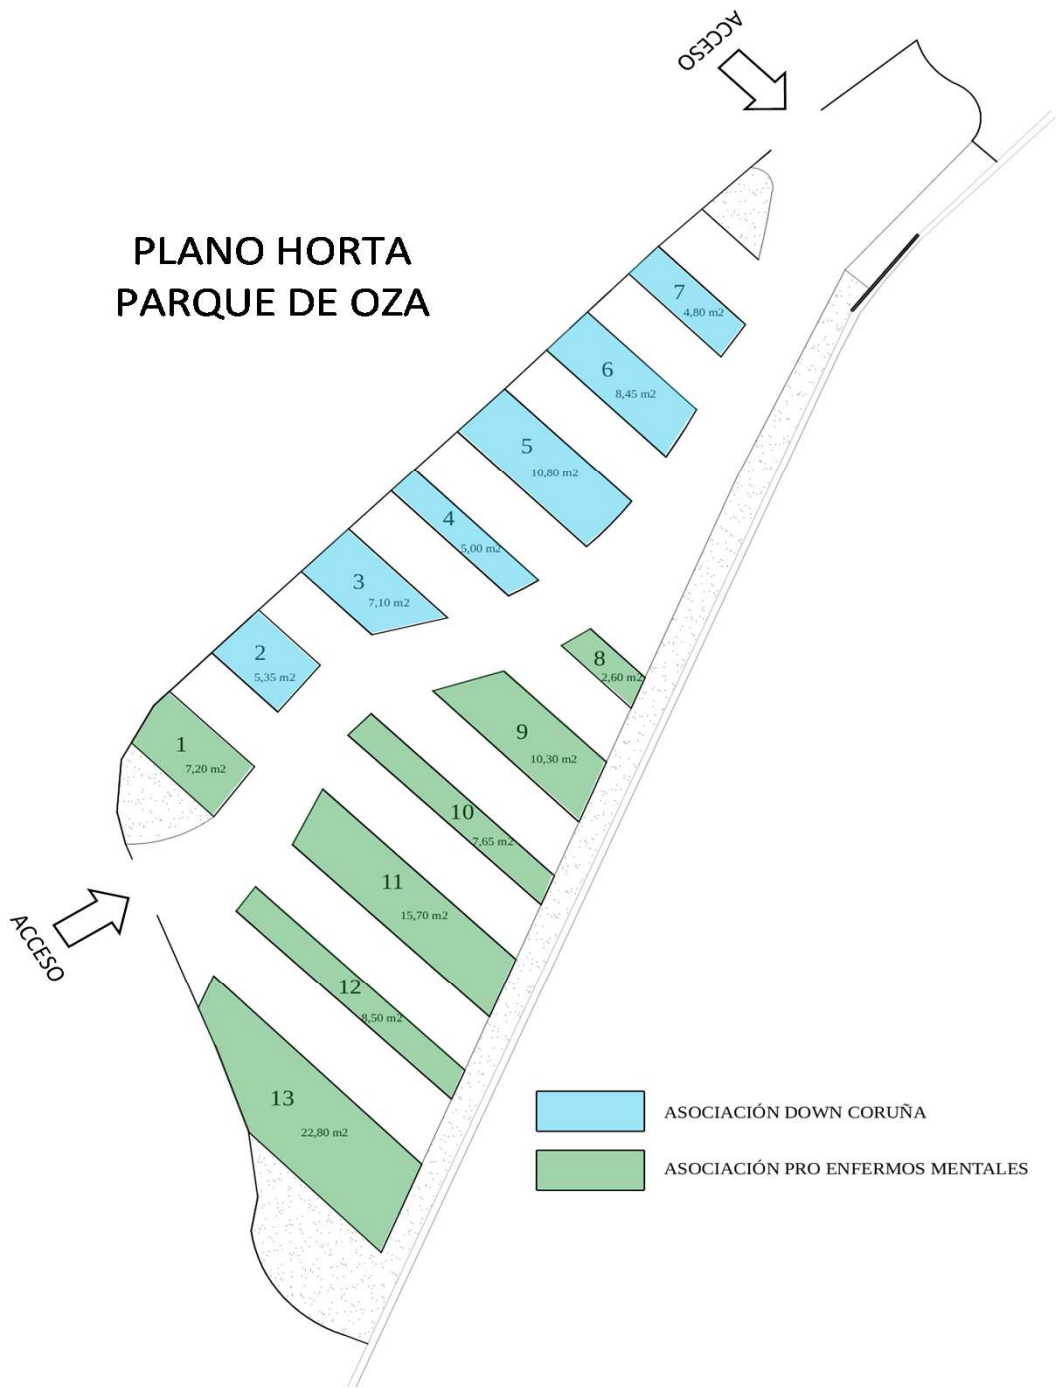 ACCESO
PLANO HORTA
PARQUE DE OZA
7
4,80 m2
6
8,45 m2
5
10,80 m2
4
5,00 m2
3
7,10 m2
2
5,35 m2
1
7,20 m2
8
2,60 m2
9
10,30 m2
10
7,65 m2
11
15,70 m2
ACCESO
12
8,50 m2
13
22,80 m2
ASOCIACIÓN DOWN CORUÑA
ASOCIACIÓN PRO ENFERMOS MENTALES